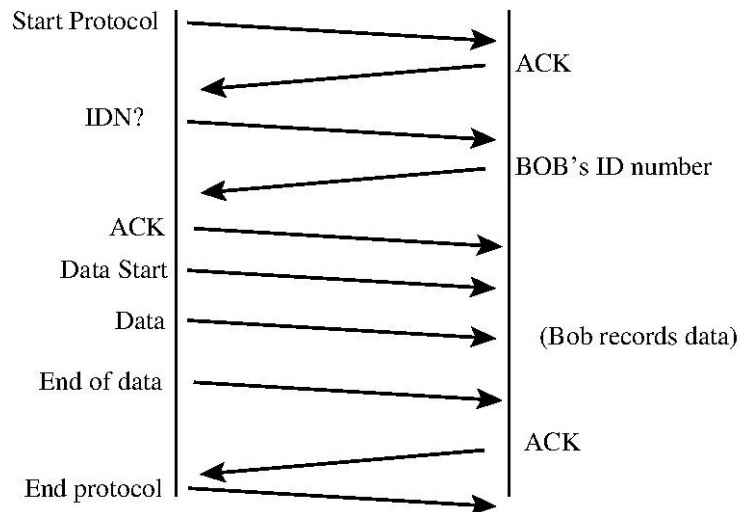 Start Protocol
ACK
IDN?
BOB's ID number
ACK
Data Start
Data
(Bob records data)
End of data
ACK
End protocol